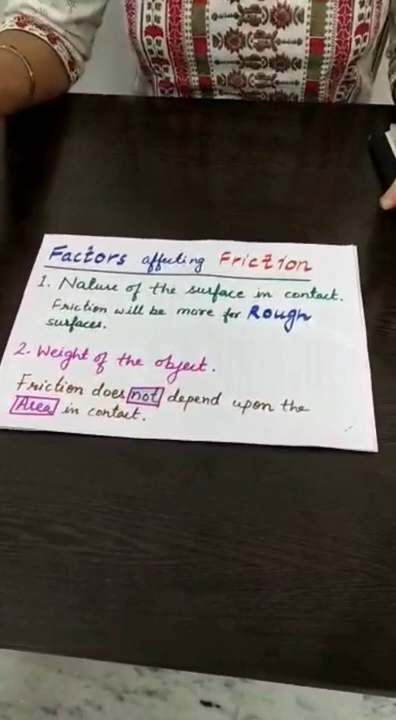 Factors affecting Friction
1. Nature of the surface in contact.
Friction will be more for Rough
surfaces.
2. Weight of the object.
Friction does not depend upon the
Area in contact.